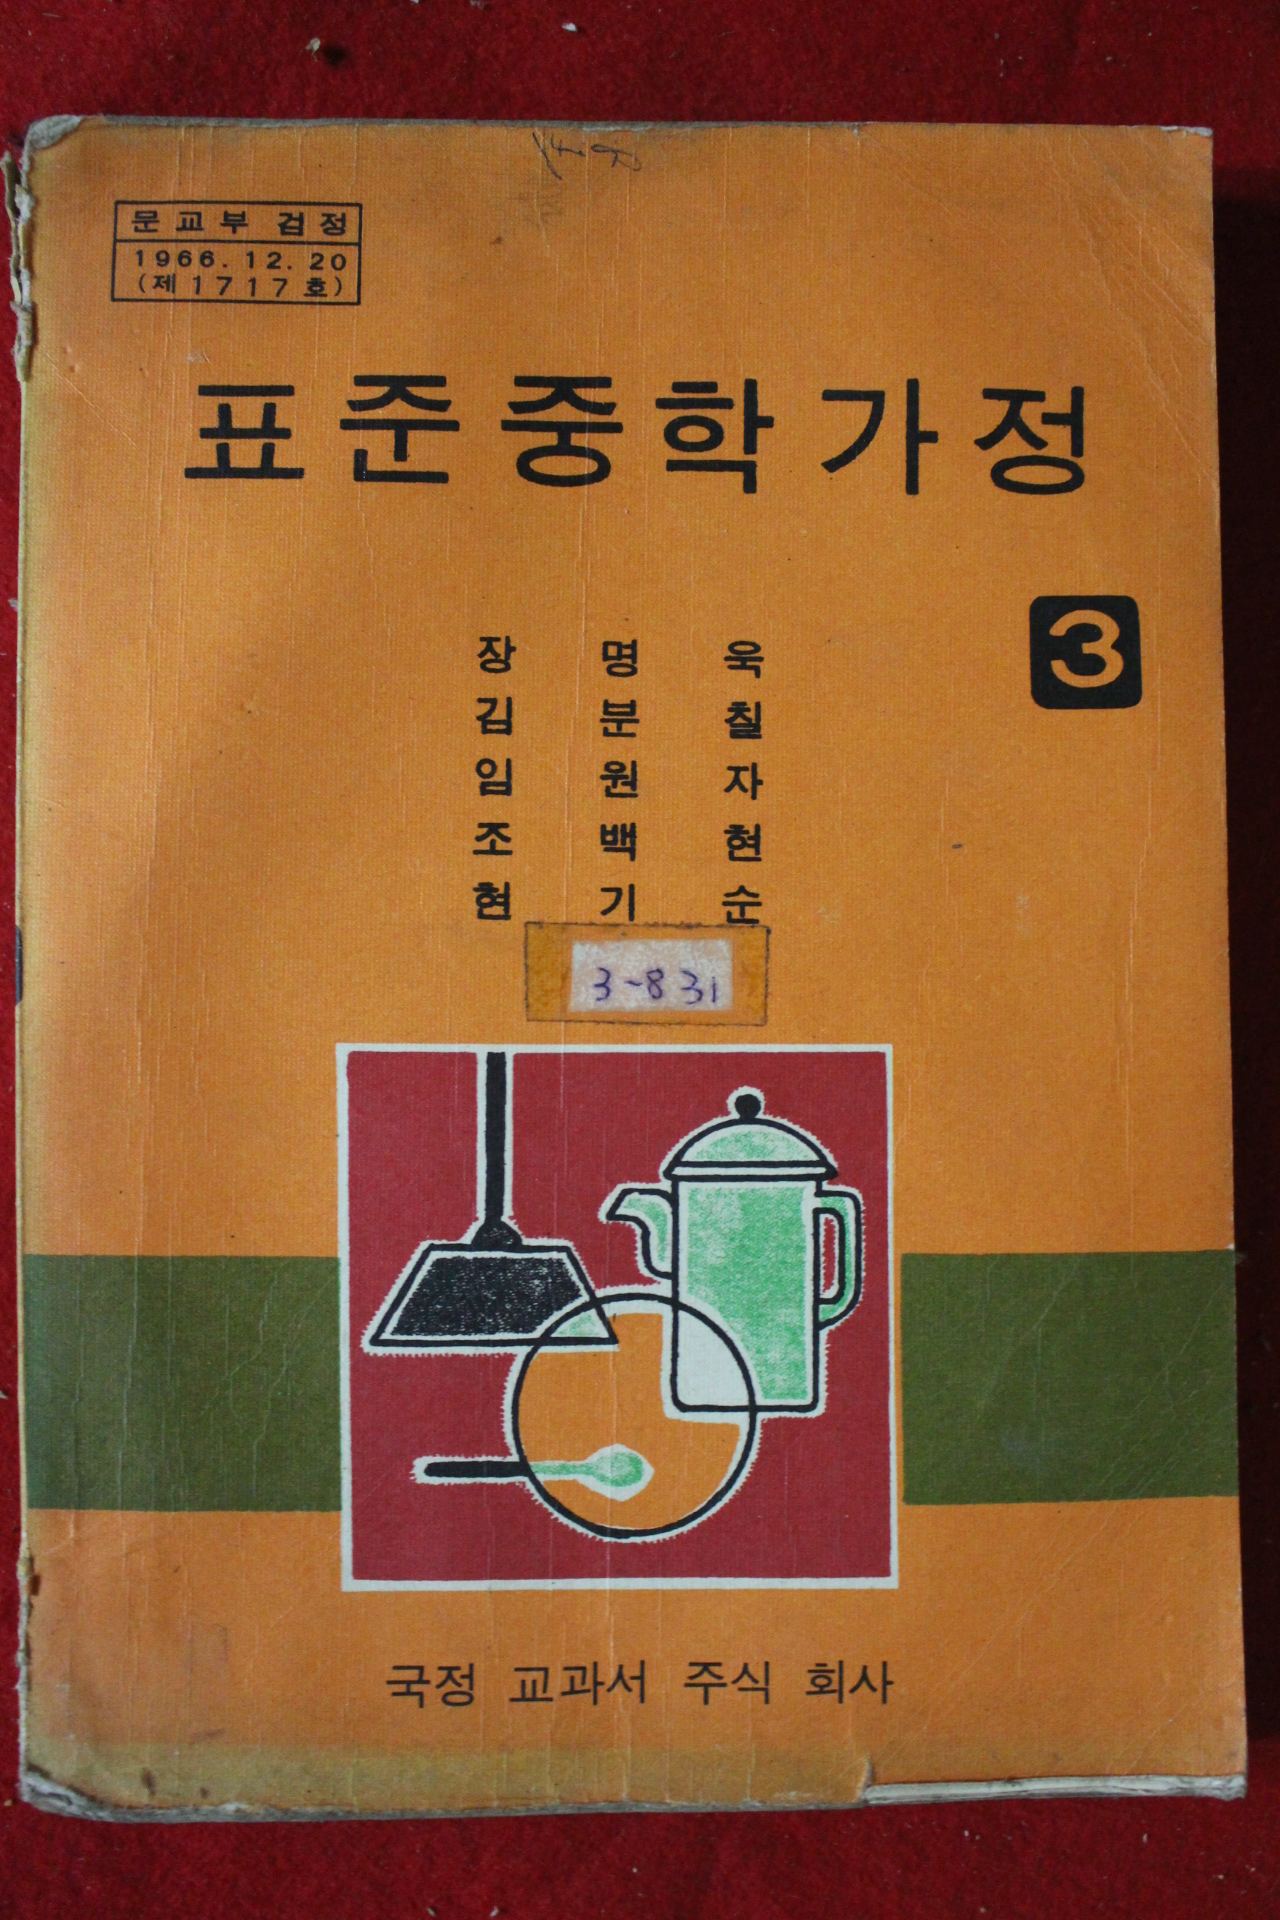 문교부 검정
1966. 12. 20
(제 1717 호)
표준중학가정
3
장명욱
김분칠
임원자
조백현
현기순
3-831
국정 교과서 주식 회사